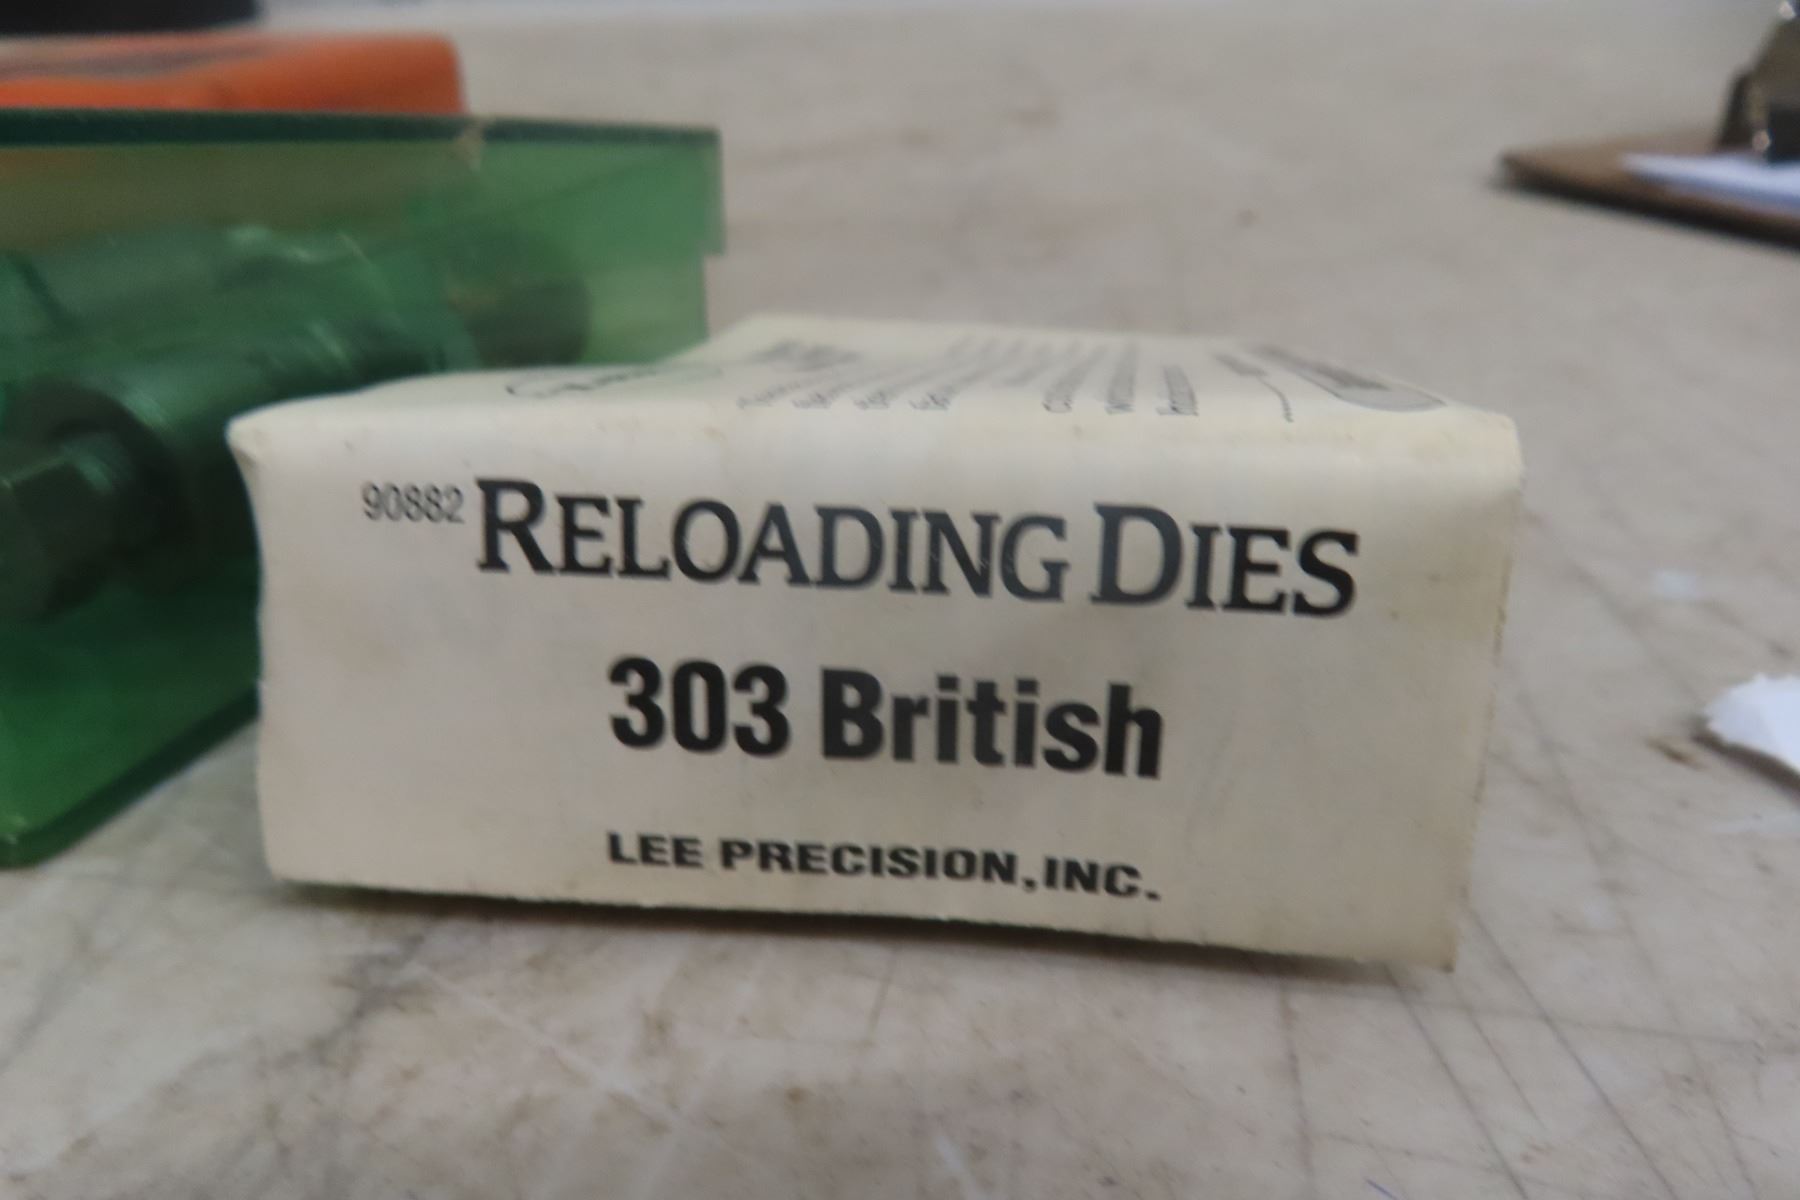 90882 RELOADING DIES
303 British
LEE PRECISION, INC.